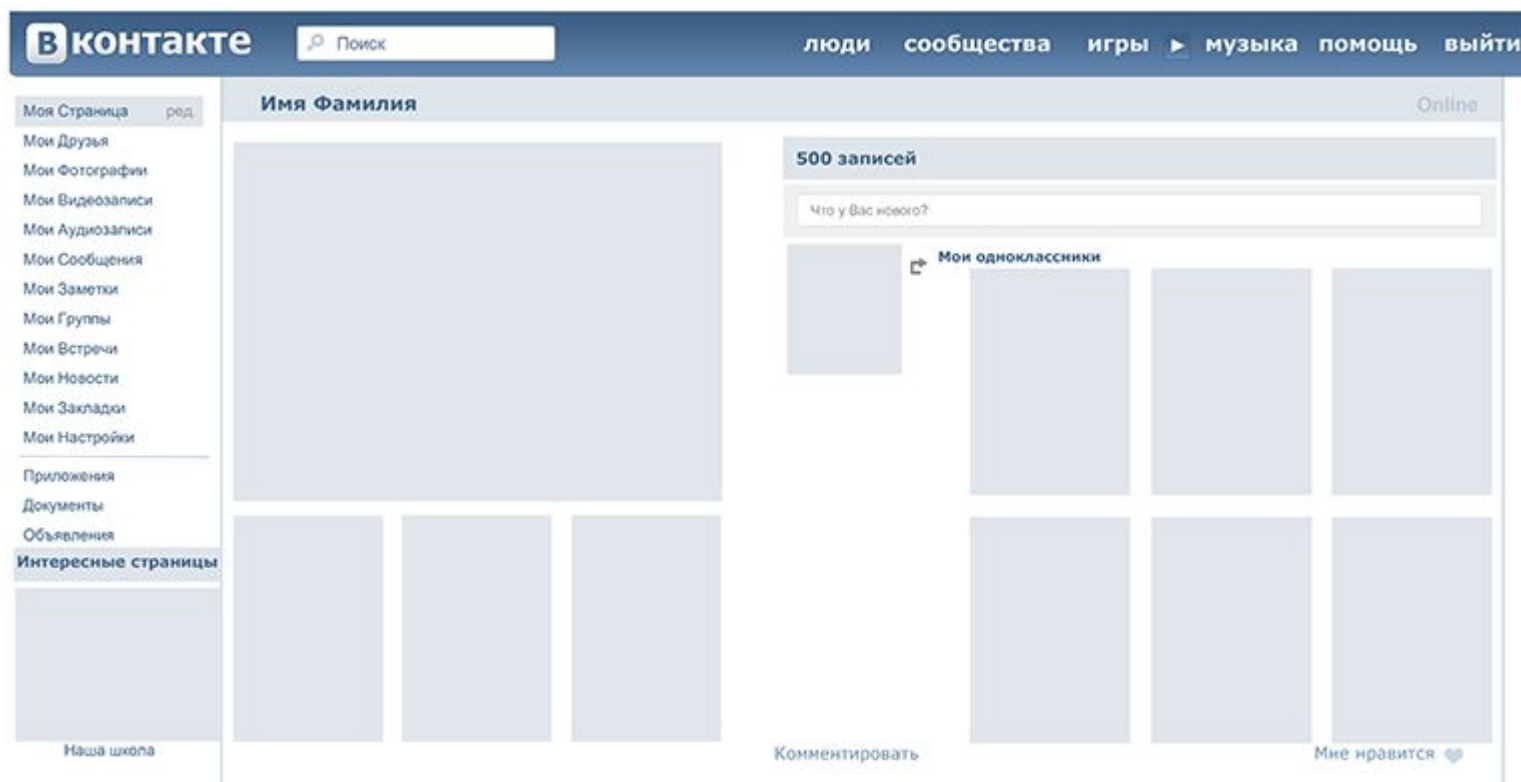 В контакте
Поиск
люди сообщества игры музыка помощь выйти
Моя Страница ред.
Мои Друзья
Мои Фотографии
Мои Видеозаписи
Мои Аудиозаписи
Мои Сообщения
Мои Заметки
Мои Группы
Мои Встречи
Мои Новости
Мои Закладки
Мои Настройки
Приложения
Документы
Объявления
Интересные страницы
Наша школа
Имя Фамилия
Online
500 записей
Что у Вас нового?
Мои одноклассники
Комментировать
Мне нравится